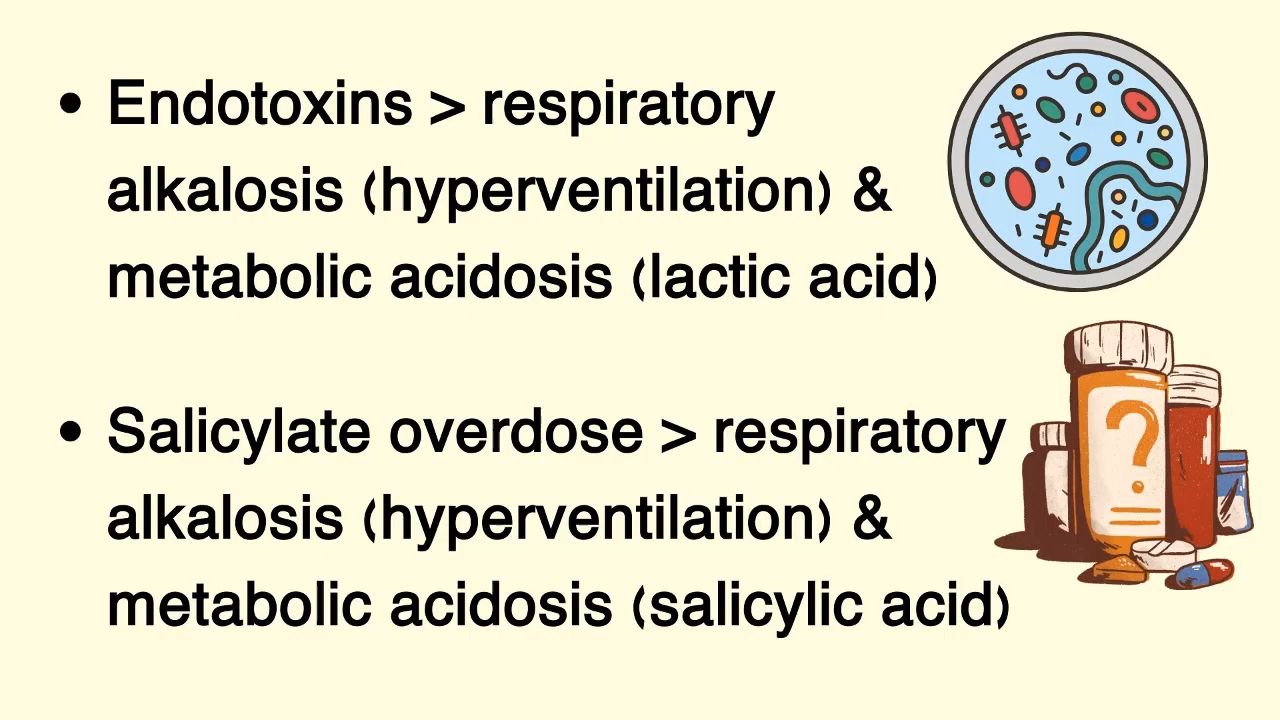 • Endotoxins > respiratory
alkalosis (hyperventilation) &
metabolic acidosis (lactic acid)
• Salicylate overdose > respiratory
alkalosis (hyperventilation) &
metabolic acidosis (salicylic acid)
?